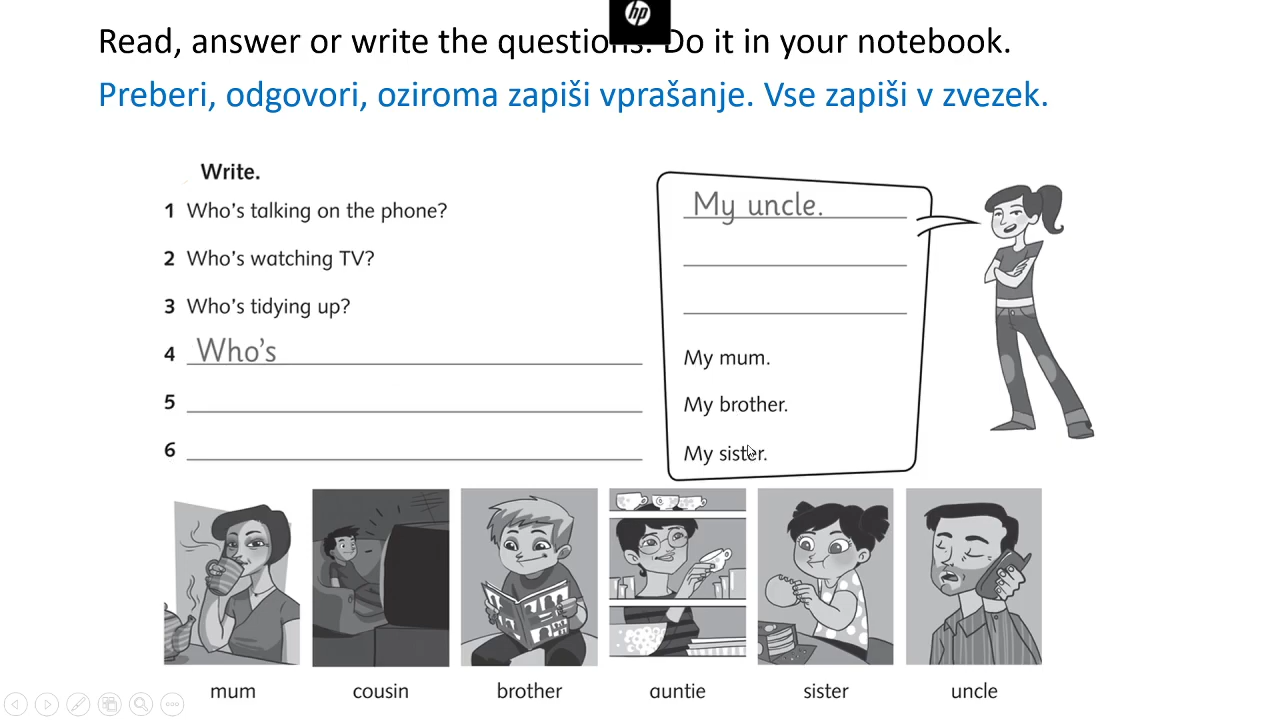 hp
Read, answer or write the questions. Do it in your notebook.
Preberi, odgovori, oziroma zapiši vprašanje. Vse zapiši v zvezek.
Write.
1 Who's talking on the phone?
My uncle.
2 Who's watching TV?
3 Who's tidying up?
4 Who's
My mum.
5
My brother.
6
My sister.
mum cousin brother auntie sister uncle